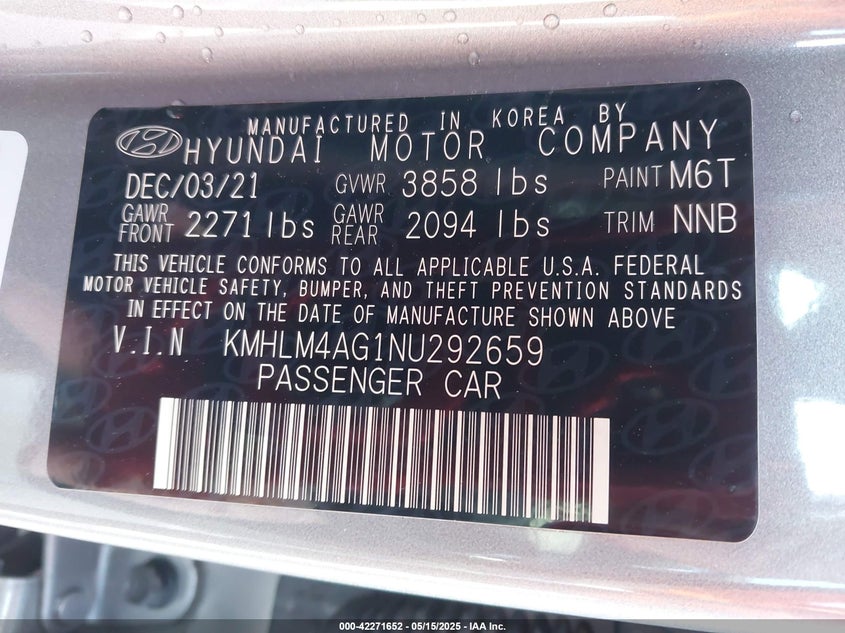 MANUFACTURED IN KOREA BY
HYUNDAI MOTOR COMPANY
DEC/03/21 GVWR 3858 lbs PAINT M6T
GAWR FRONT 2271 lbs GAWR REAR 2094 lbs TRIM NNB
THIS VEHICLE CONFORMS TO ALL APPLICABLE U.S.A. FEDERAL
MOTOR VEHICLE SAFETY, BUMPER, AND THEFT PREVENTION STANDARDS
IN EFFECT ON THE DATE OF MANUFACTURE SHOWN ABOVE
V.I.N KMHLM4AG1NU292659
PASSENGER CAR
000-42271652 - 05/15/2025 - IAA Inc.